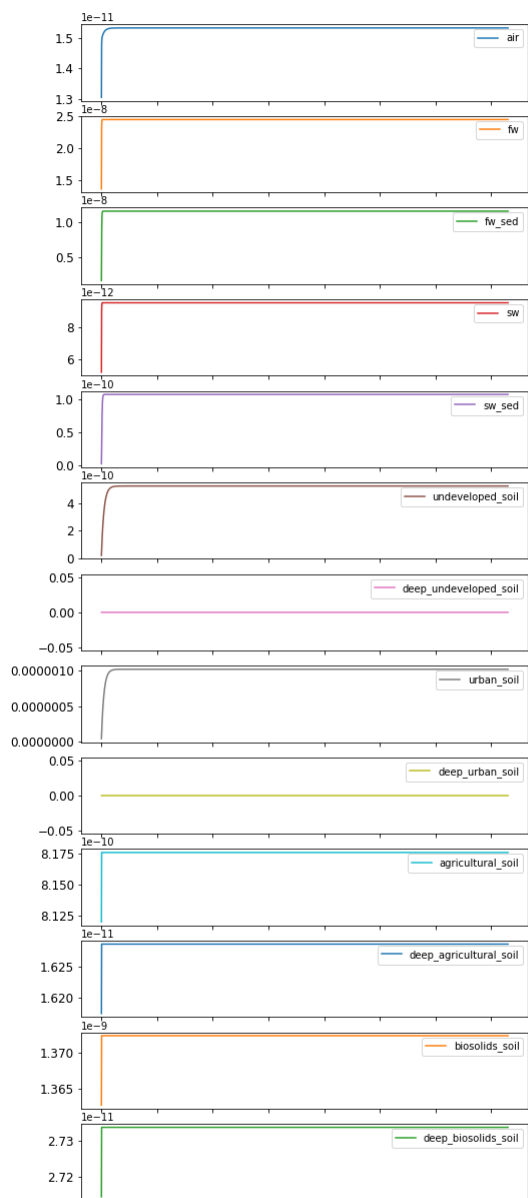 1e−11
1.5
1.4
1.3
air
1e−8
2.5
2.0
1.5
fw
1e−8
1.0
0.5
fw_sed
1e−12
8
6
sw
1e−10
1.0
0.5
0.0
sw_sed
1e−10
4
2
0
undeveloped_soil
0.05
0.00
−0.05
deep_undeveloped_soil
0.0000010
0.0000005
0.0000000
urban_soil
0.05
0.00
−0.05
deep_urban_soil
1e−10
8.175
8.150
8.125
agricultural_soil
1e−11
1.625
1.620
deep_agricultural_soil
1e−9
1.370
1.365
biosolids_soil
1e−11
2.73
2.72
deep_biosolids_soil